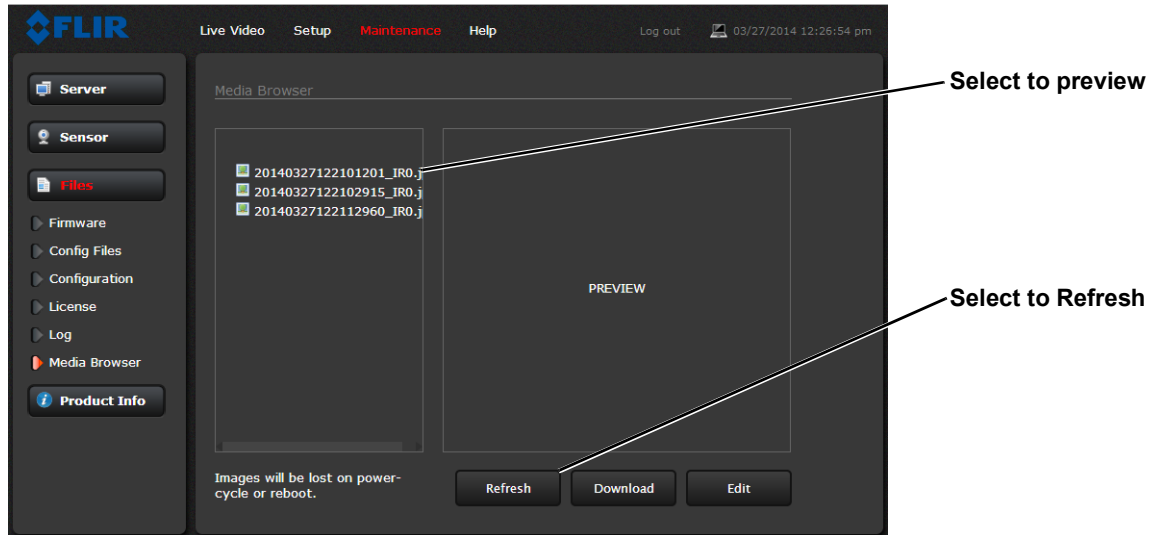 FLIR
Live Video Setup Maintenance Help Log out 03/27/2014 12:26:54 pm
Server
Sensor
Files
Firmware
Config Files
Configuration
License
Log
Media Browser
Product Info
Media Browser
20140327122101201_IR0.j
20140327122102915_IR0.j
20140327122112960_IR0.j
PREVIEW
Images will be lost on power-
cycle or reboot.
Refresh Download Edit
Select to preview
Select to Refresh